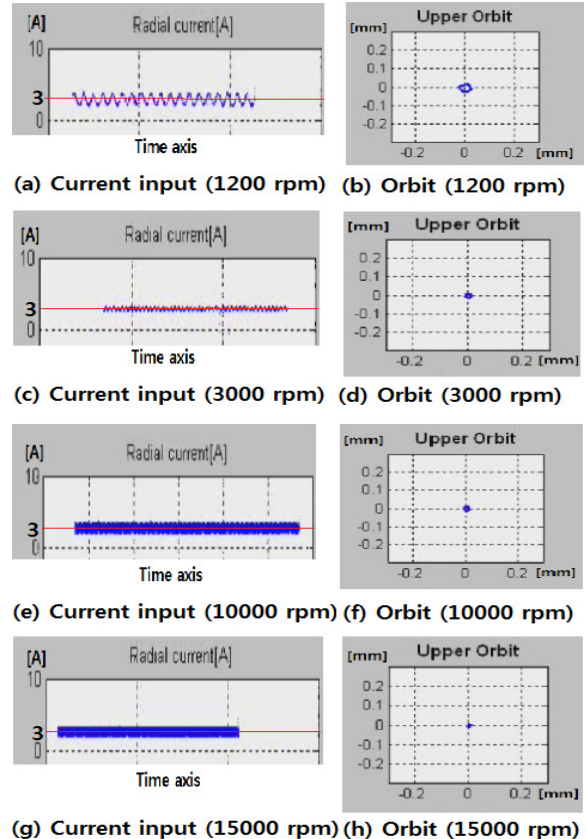 [A] Radial current[A]
10
3
0
Time axis
[mm] Upper Orbit
0.2
0.1
0
-0.1
-0.2
-0.2 0 0.2 [mm]
(a) Current input (1200 rpm) (b) Orbit (1200 rpm)
[A] Radial current[A]
10
3
0
Time axis
[mm] Upper Orbit
0.2
0.1
0
-0.1
-0.2
-0.2 0 0.2 [mm]
(c) Current input (3000 rpm) (d) Orbit (3000 rpm)
[A] Radial current[A]
10
3
0
Time axis
[mm] Upper Orbit
0.2
0.1
0
-0.1
-0.2
-0.2 0 0.2 [mm]
(e) Current input (10000 rpm) (f) Orbit (10000 rpm)
[A] Radial current[A]
10
3
0
Time axis
[mm] Upper Orbit
0.2
0.1
0
-0.1
-0.2
-0.2 0 0.2 [mm]
(g) Current input (15000 rpm) (h) Orbit (15000 rpm)